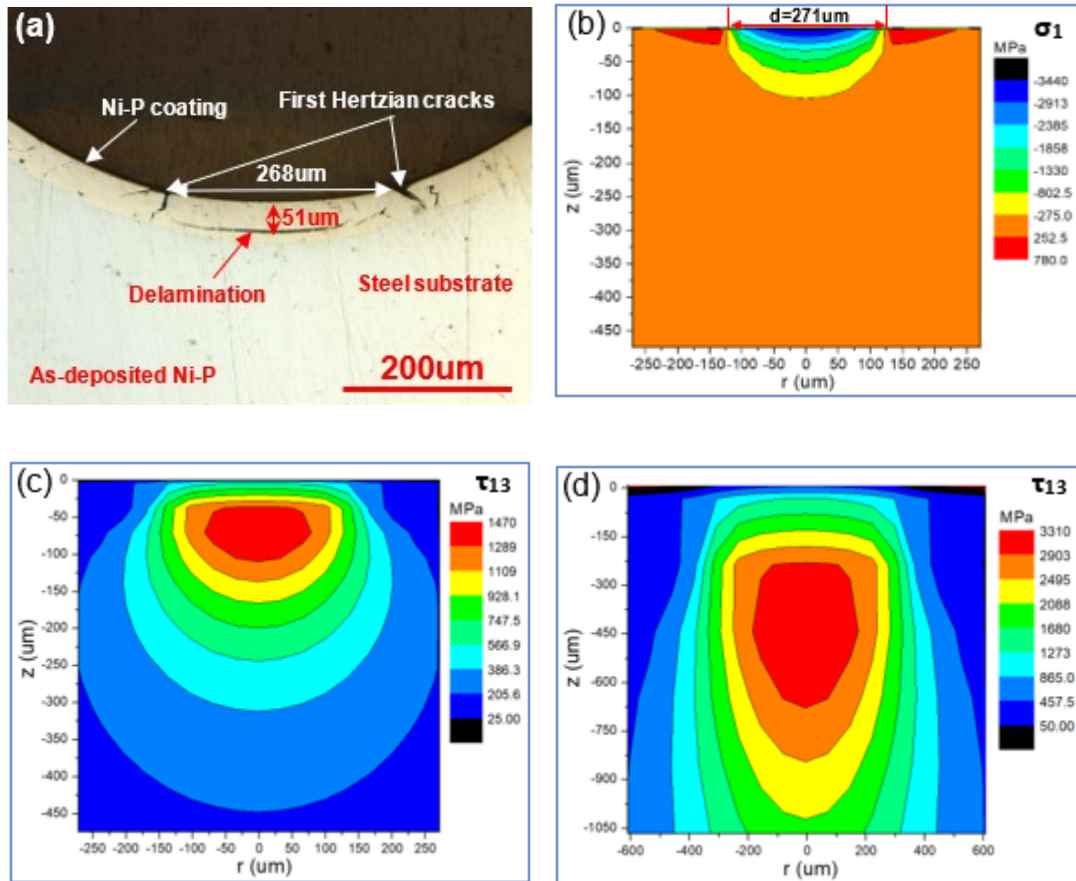 (a)
Ni-P coating
First Hertzian cracks
268um
51um
Delamination
Steel substrate
As-deposited Ni-P
200um
(b)
d=271um
σ1
MPa
-3440
-2913
-2385
-1858
-1330
-802.5
-275.0
252.5
780.0
z (um)
0
-50
-100
-150
-200
-250
-300
-350
-400
-450
-250 -200 -150 -100 -50 0 50 100 150 200 250
r (um)
(c)
τ13
MPa
1470
1289
1109
928.1
747.5
566.9
386.3
205.6
25.00
z (um)
0
-50
-100
-150
-200
-250
-300
-350
-400
-450
-250 -200 -150 -100 -50 0 50 100 150 200 250
r (um)
(d)
τ13
MPa
3310
2903
2495
2088
1680
1273
865.0
457.5
50.00
z (um)
0
-150
-300
-450
-600
-750
-900
-1050
-600 -400 -200 0 200 400 600
r (um)